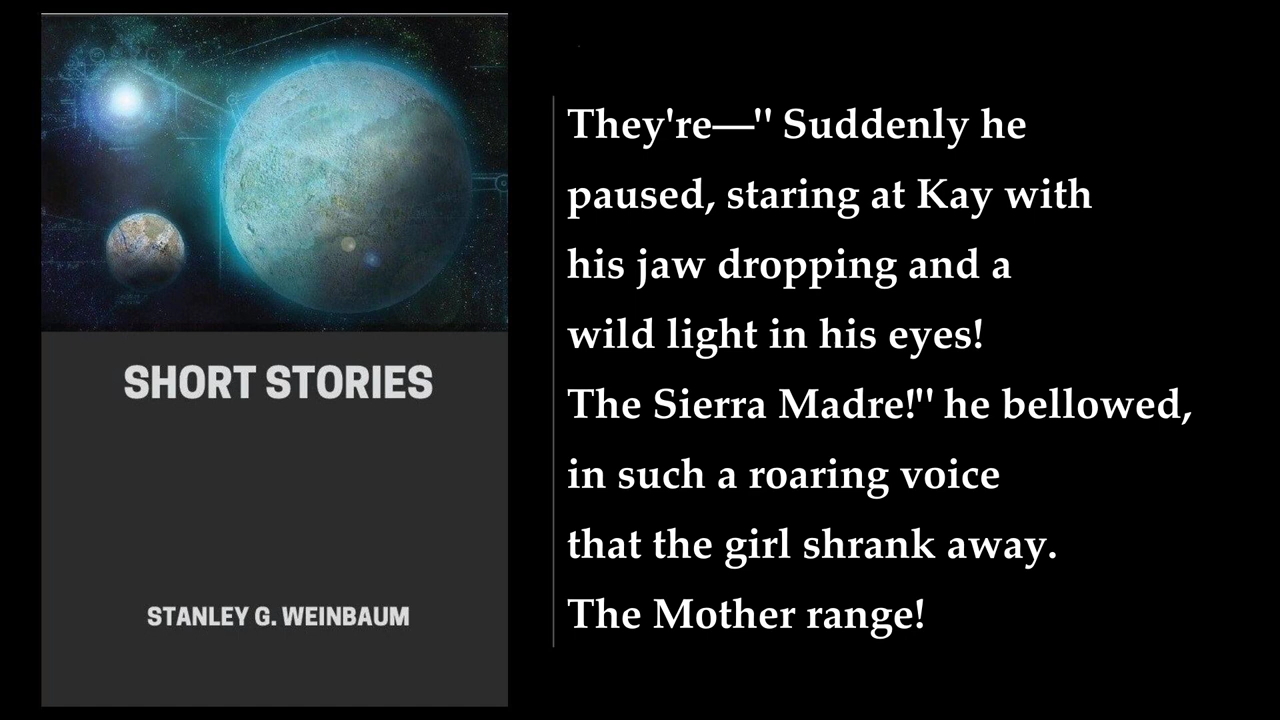 SHORT STORIES
STANLEY G. WEINBAUM
They're—" Suddenly he
paused, staring at Kay with
his jaw dropping and a
wild light in his eyes!
The Sierra Madre!" he bellowed,
in such a roaring voice
that the girl shrank away.
The Mother range!